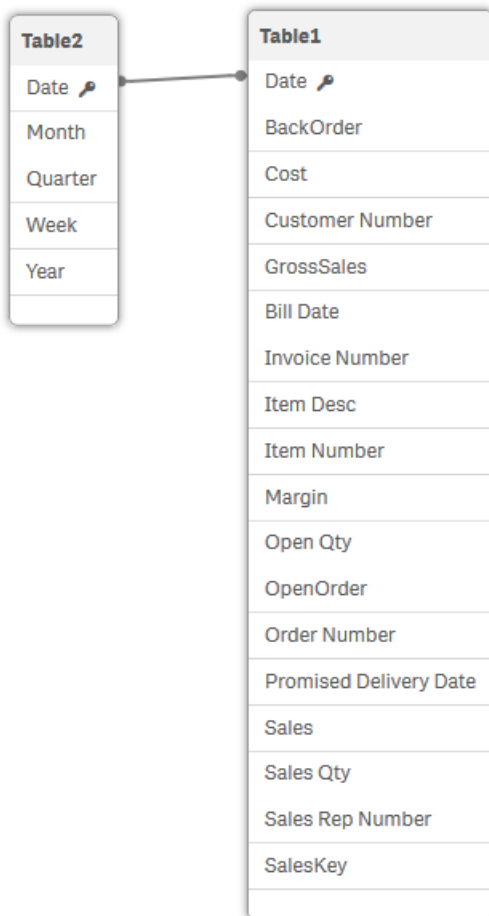 Table2
Date
Month
Quarter
Week
Year
Table1
Date
BackOrder
Cost
Customer Number
GrossSales
Bill Date
Invoice Number
Item Desc
Item Number
Margin
Open Qty
OpenOrder
Order Number
Promised Delivery Date
Sales
Sales Qty
Sales Rep Number
SalesKey